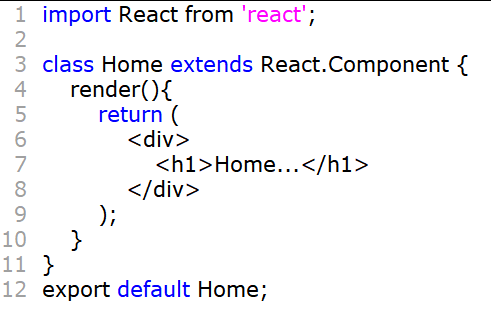 1 import React from 'react';
2
3 class Home extends React.Component {
4     render(){
5         return (
6             <div>
7                 <h1>Home...</h1>
8             </div>
9         );
10     }
11 }
12 export default Home;